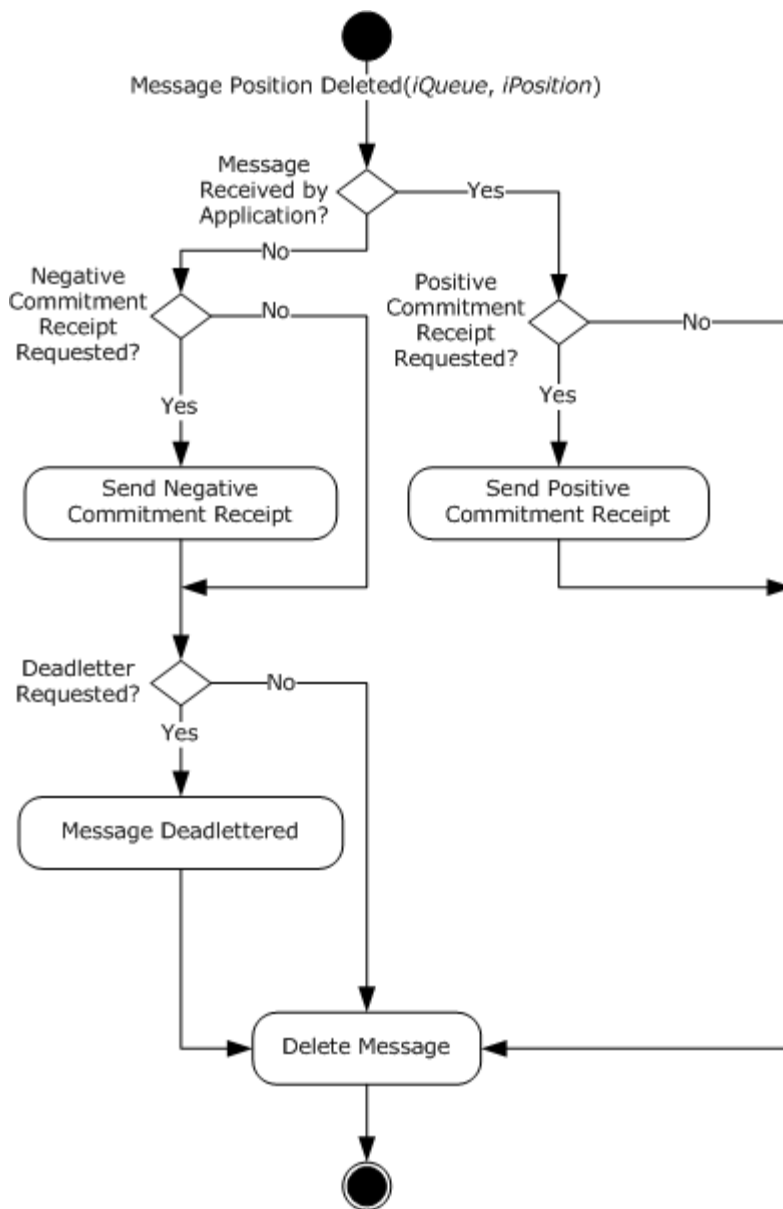 Message Position Deleted(iQueue, iPosition)
Message
Received by
Application?
Yes
No
Negative
Commitment
Receipt
Requested?
No
Positive
Commitment
Receipt
Requested?
No
Yes
Yes
Send Negative
Commitment Receipt
Send Positive
Commitment Receipt
Deadletter
Requested?
No
Yes
Message Deadlettered
Delete Message